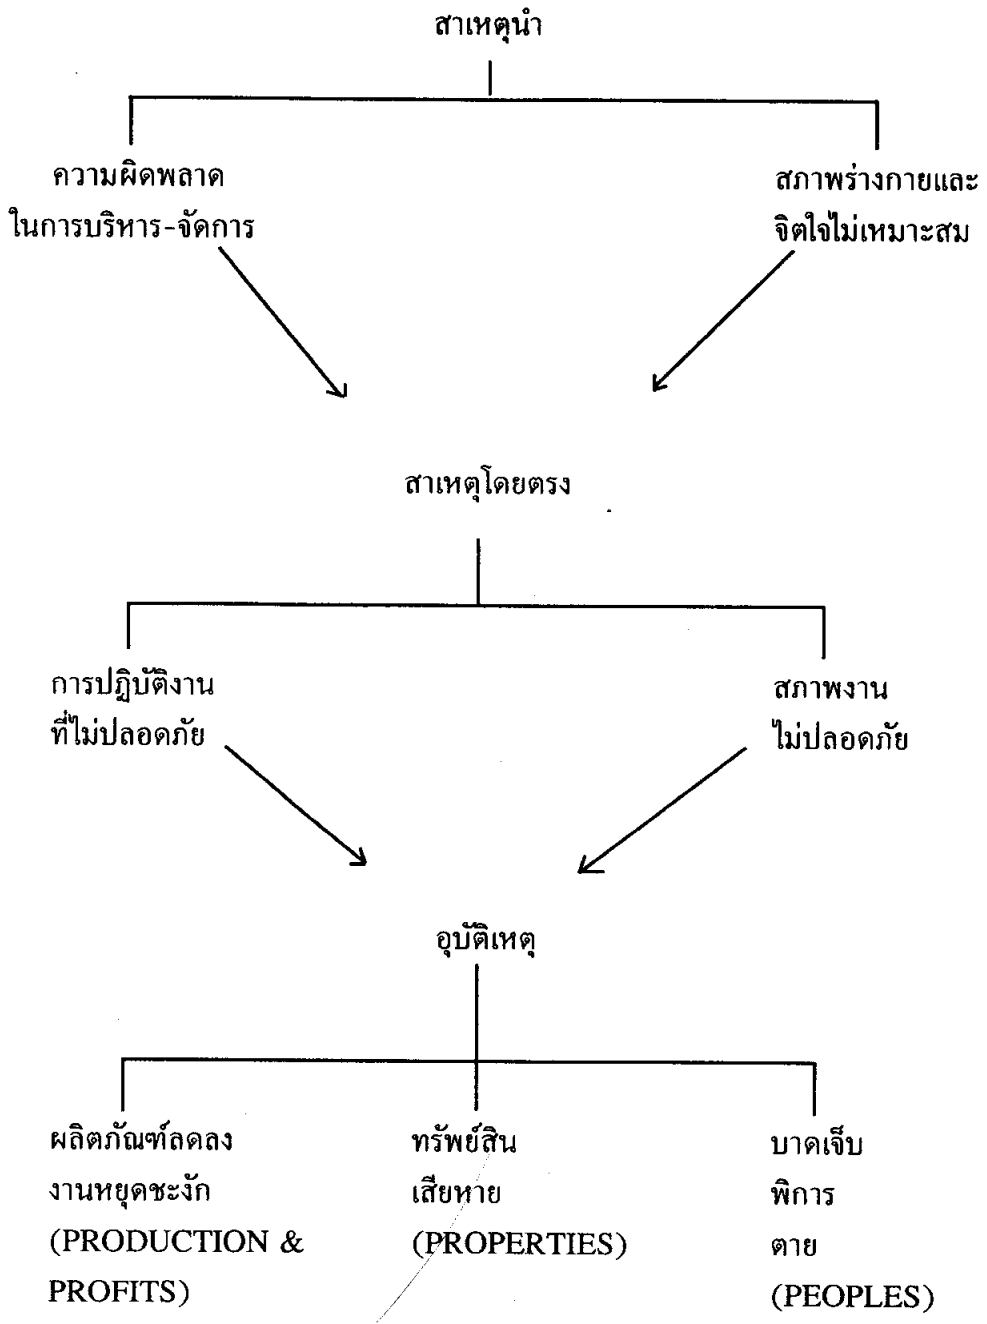 สาเหตุนำ
ความผิดพลาด
ในการบริหาร-จัดการ
สภาพร่างกายและ
จิตใจไม่เหมาะสม
สาเหตุโดยตรง
การปฏิบัติงาน
ที่ไม่ปลอดภัย
สภาพงาน
ไม่ปลอดภัย
อุบัติเหตุ
ผลิตภัณฑ์ลดลง
งานหยุดชะงัก
(PRODUCTION &
PROFITS)
ทรัพย์สิน
เสียหาย
(PROPERTIES)
บาดเจ็บ
พิการ
ตาย
(PEOPLES)